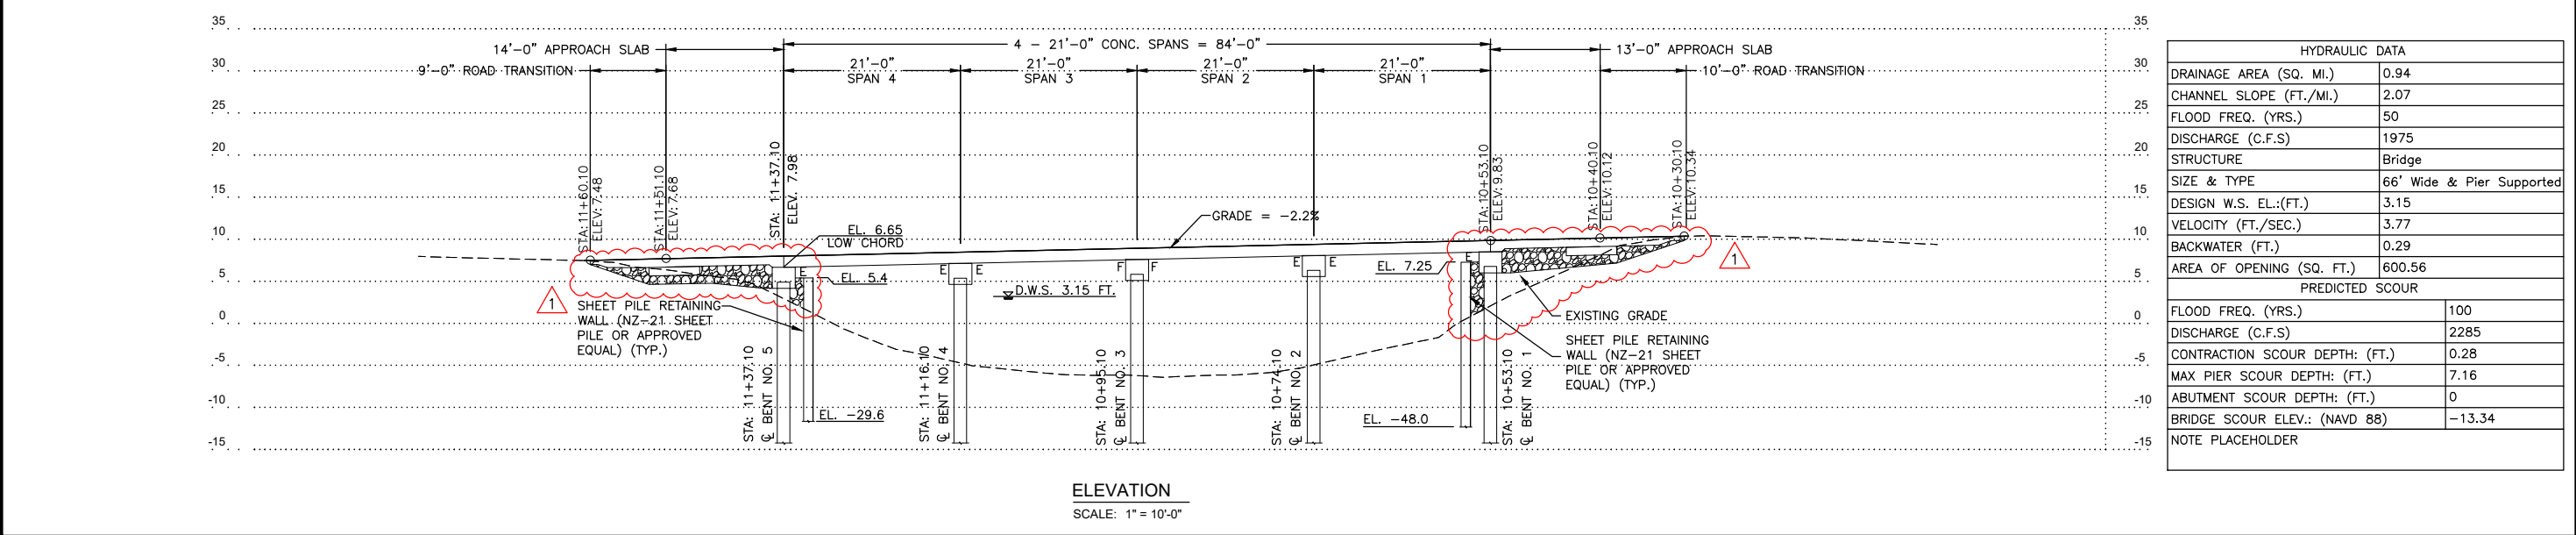 35
30
25
20
15
10
5
0
-5
-10
-15
14'-0" APPROACH SLAB
9'-0" ROAD TRANSITION
4 - 21'-0" CONC. SPANS = 84'-0"
21'-0"
SPAN 4
21'-0"
SPAN 3
21'-0"
SPAN 2
21'-0"
SPAN 1
13'-0" APPROACH SLAB
10'-0" ROAD TRANSITION
STA: 11+60.10
ELEV: 7.48
STA: 11+51.10
ELEV: 7.68
STA: 11+37.10
ELEV. 7.98
STA: 10+53.10
ELEV: 9.83
STA: 10+40.10
ELEV: 10.12
STA: 10+30.10
ELEV: 10.34
GRADE = -2.2%
EL. 6.65
LOW CHORD
E
EL. 5.4
E E
F F
E E
E
EL. 7.25
D.W.S. 3.15 FT.
1
1
SHEET PILE RETAINING
WALL (NZ-21 SHEET
PILE OR APPROVED
EQUAL) (TYP.)
EXISTING GRADE
SHEET PILE RETAINING
WALL (NZ-21 SHEET
PILE OR APPROVED
EQUAL) (TYP.)
STA: 11+37.10
℄ BENT NO. 5
EL. -29.6
STA: 11+16.10
℄ BENT NO. 4
STA: 10+95.10
℄ BENT NO. 3
STA: 10+74.10
℄ BENT NO. 2
EL. -48.0
STA: 10+53.10
℄ BENT NO. 1
35
30
25
20
15
10
5
0
-5
-10
-15
ELEVATION
SCALE: 1" = 10'-0"
HYDRAULIC DATA
DRAINAGE AREA (SQ. MI.) 0.94
CHANNEL SLOPE (FT./MI.) 2.07
FLOOD FREQ. (YRS.) 50
DISCHARGE (C.F.S) 1975
STRUCTURE Bridge
SIZE & TYPE 66' Wide & Pier Supported
DESIGN W.S. EL.:(FT.) 3.15
VELOCITY (FT./SEC.) 3.77
BACKWATER (FT.) 0.29
AREA OF OPENING (SQ. FT.) 600.56
PREDICTED SCOUR
FLOOD FREQ. (YRS.) 100
DISCHARGE (C.F.S) 2285
CONTRACTION SCOUR DEPTH: (FT.) 0.28
MAX PIER SCOUR DEPTH: (FT.) 7.16
ABUTMENT SCOUR DEPTH: (FT.) 0
BRIDGE SCOUR ELEV.: (NAVD 88) -13.34
NOTE PLACEHOLDER